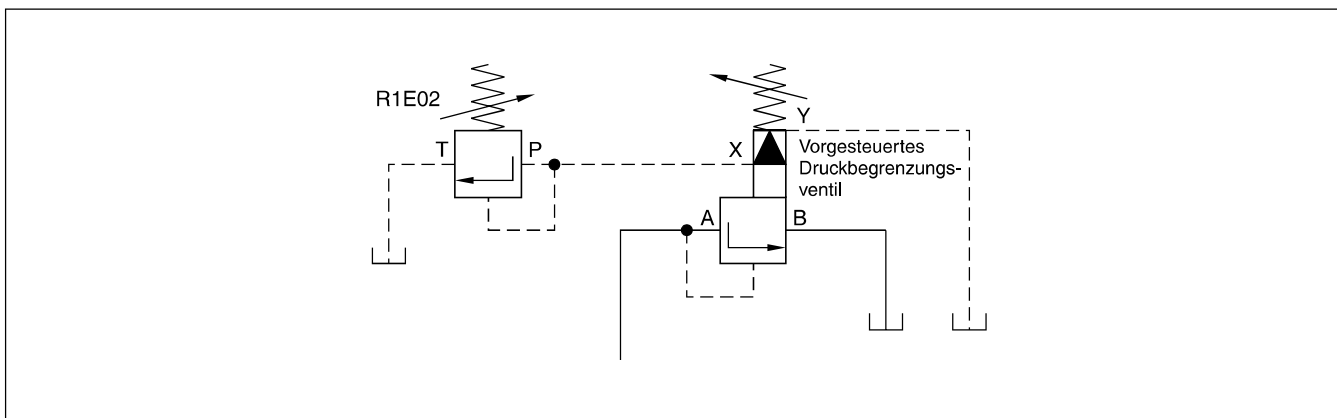 R1E02
T
P
X
Y
Vorgesteuertes
Druckbegrenzungs-
ventil
A
B